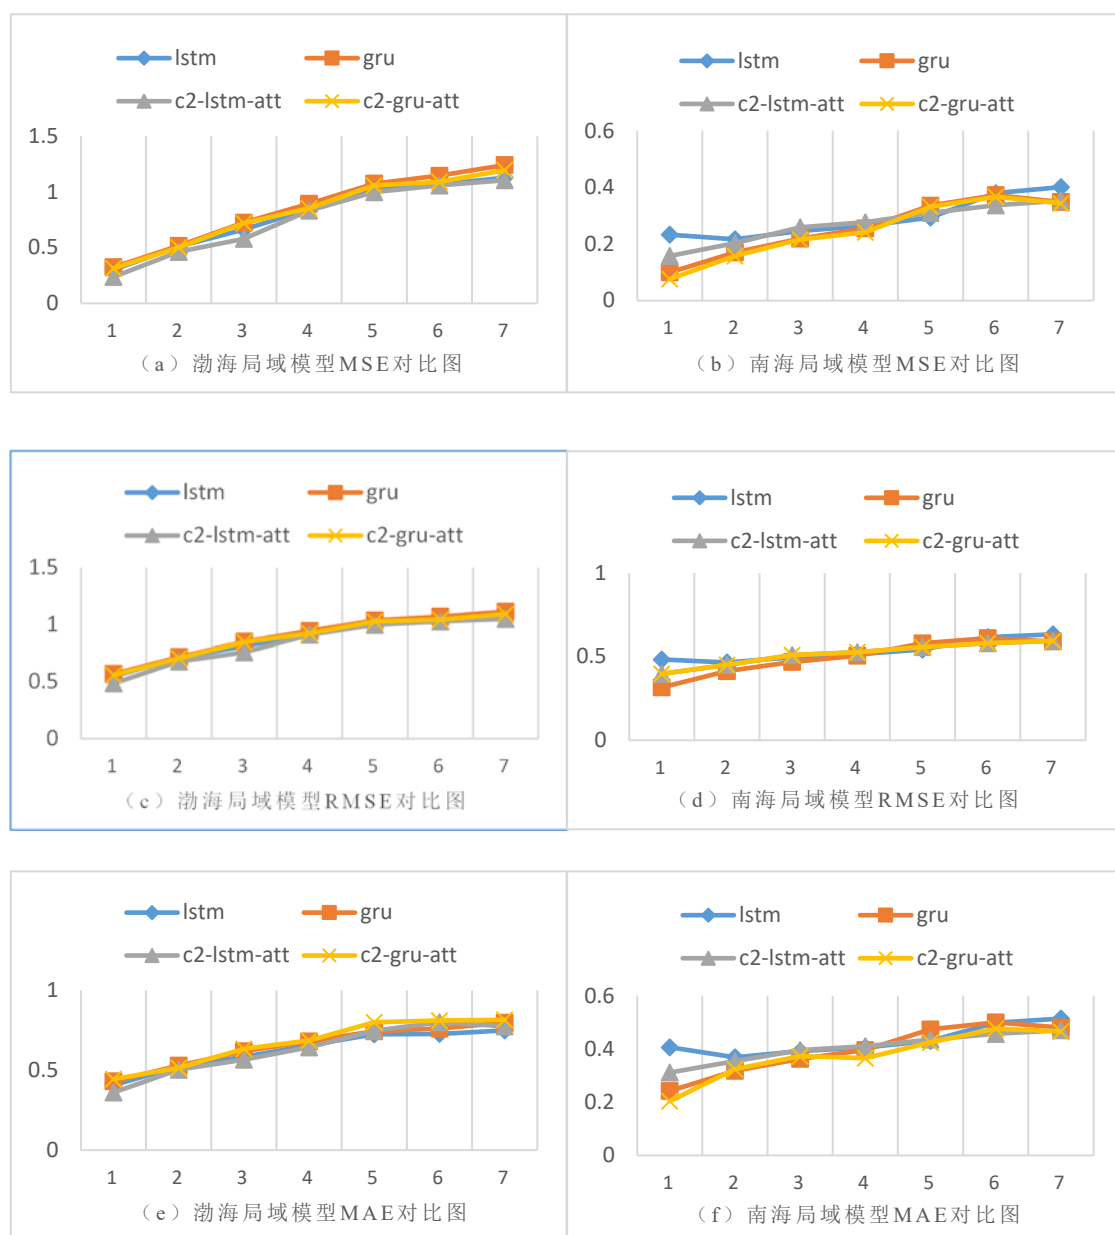 lstm gru
c2-lstm-att c2-gru-att
1.5
1
0.5
0
1 2 3 4 5 6 7
（a）渤海局域模型MSE对比图
lstm gru
c2-lstm-att c2-gru-att
0.6
0.4
0.2
0
1 2 3 4 5 6 7
（b）南海局域模型MSE对比图
lstm gru
c2-lstm-att c2-gru-att
1.5
1
0.5
0
1 2 3 4 5 6 7
（c）渤海局域模型RMSE对比图
lstm gru
c2-lstm-att c2-gru-att
1
0.5
0
1 2 3 4 5 6 7
（d）南海局域模型RMSE对比图
lstm gru
c2-lstm-att c2-gru-att
1
0.5
0
1 2 3 4 5 6 7
（e）渤海局域模型MAE对比图
lstm gru
c2-lstm-att c2-gru-att
0.6
0.4
0.2
0
1 2 3 4 5 6 7
（f）南海局域模型MAE对比图